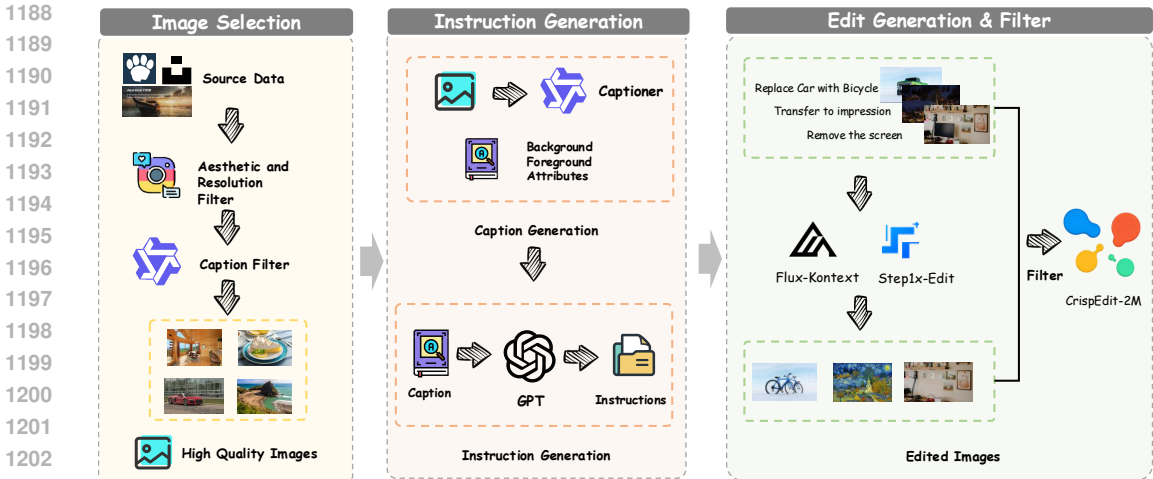 1188
1189
1190
1191
1192
1193
1194
1195
1196
1197
1198
1199
1200
1201
1202
Image Selection
Source Data
Aesthetic and
Resolution
Filter
Caption Filter
High Quality Images
Instruction Generation
Captioner
A
Background
Foreground
Attributes
Caption Generation
A
Caption
GPT
Instructions
Instruction Generation
Edit Generation & Filter
Replace Car with Bicycle
Transfer to impression
Remove the screen
Flux-Kontext
Step1x-Edit
Edited Images
Filter
CrispEdit-2M